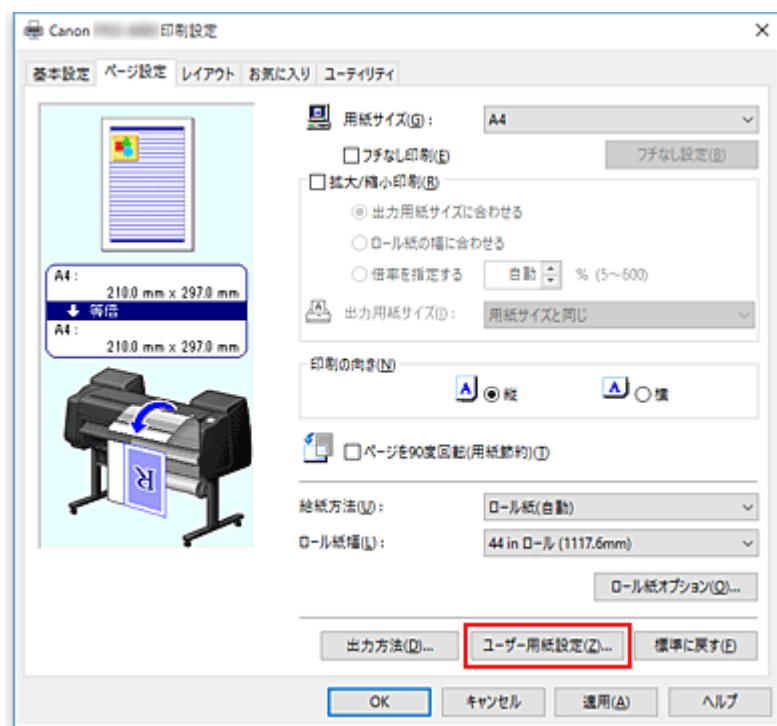 Canon 印刷設定
基本設定 ページ設定 レイアウト お気に入り ユーティリティ
用紙サイズ(G): A4
フチなし印刷(E) フチなし設定(B)
拡大/縮小印刷(R)
出力用紙サイズに合わせる
ロール紙の幅に合わせる
倍率を指定する 自動 % (5～600)
出力用紙サイズ(I): 用紙サイズと同じ
A4 :
210.0 mm x 297.0 mm
等倍
A4 :
210.0 mm x 297.0 mm
印刷の向き(N)
A 縦 A 横
ページを90度回転(用紙節約)(T)
R
給紙方法(U): ロール紙(自動)
ロール紙幅(L): 44 in ロール (1117.6mm)
ロール紙オプション(O)...
出力方法(D)... ユーザー用紙設定(Z)... 標準に戻す(F)
OK キャンセル 適用(A) ヘルプ